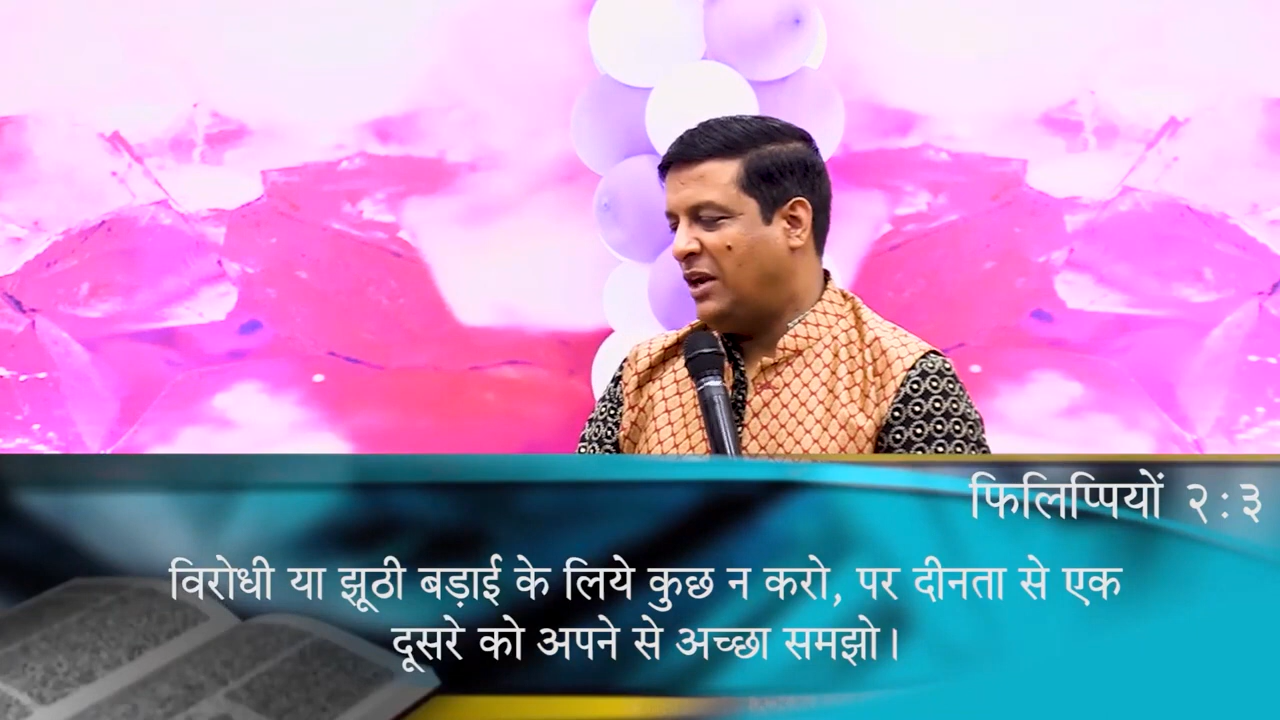 फिलिप्पियों २:३
विरोधी या झूठी बड़ाई के लिये कुछ न करो, पर दीनता से एक
दूसरे को अपने से अच्छा समझो।